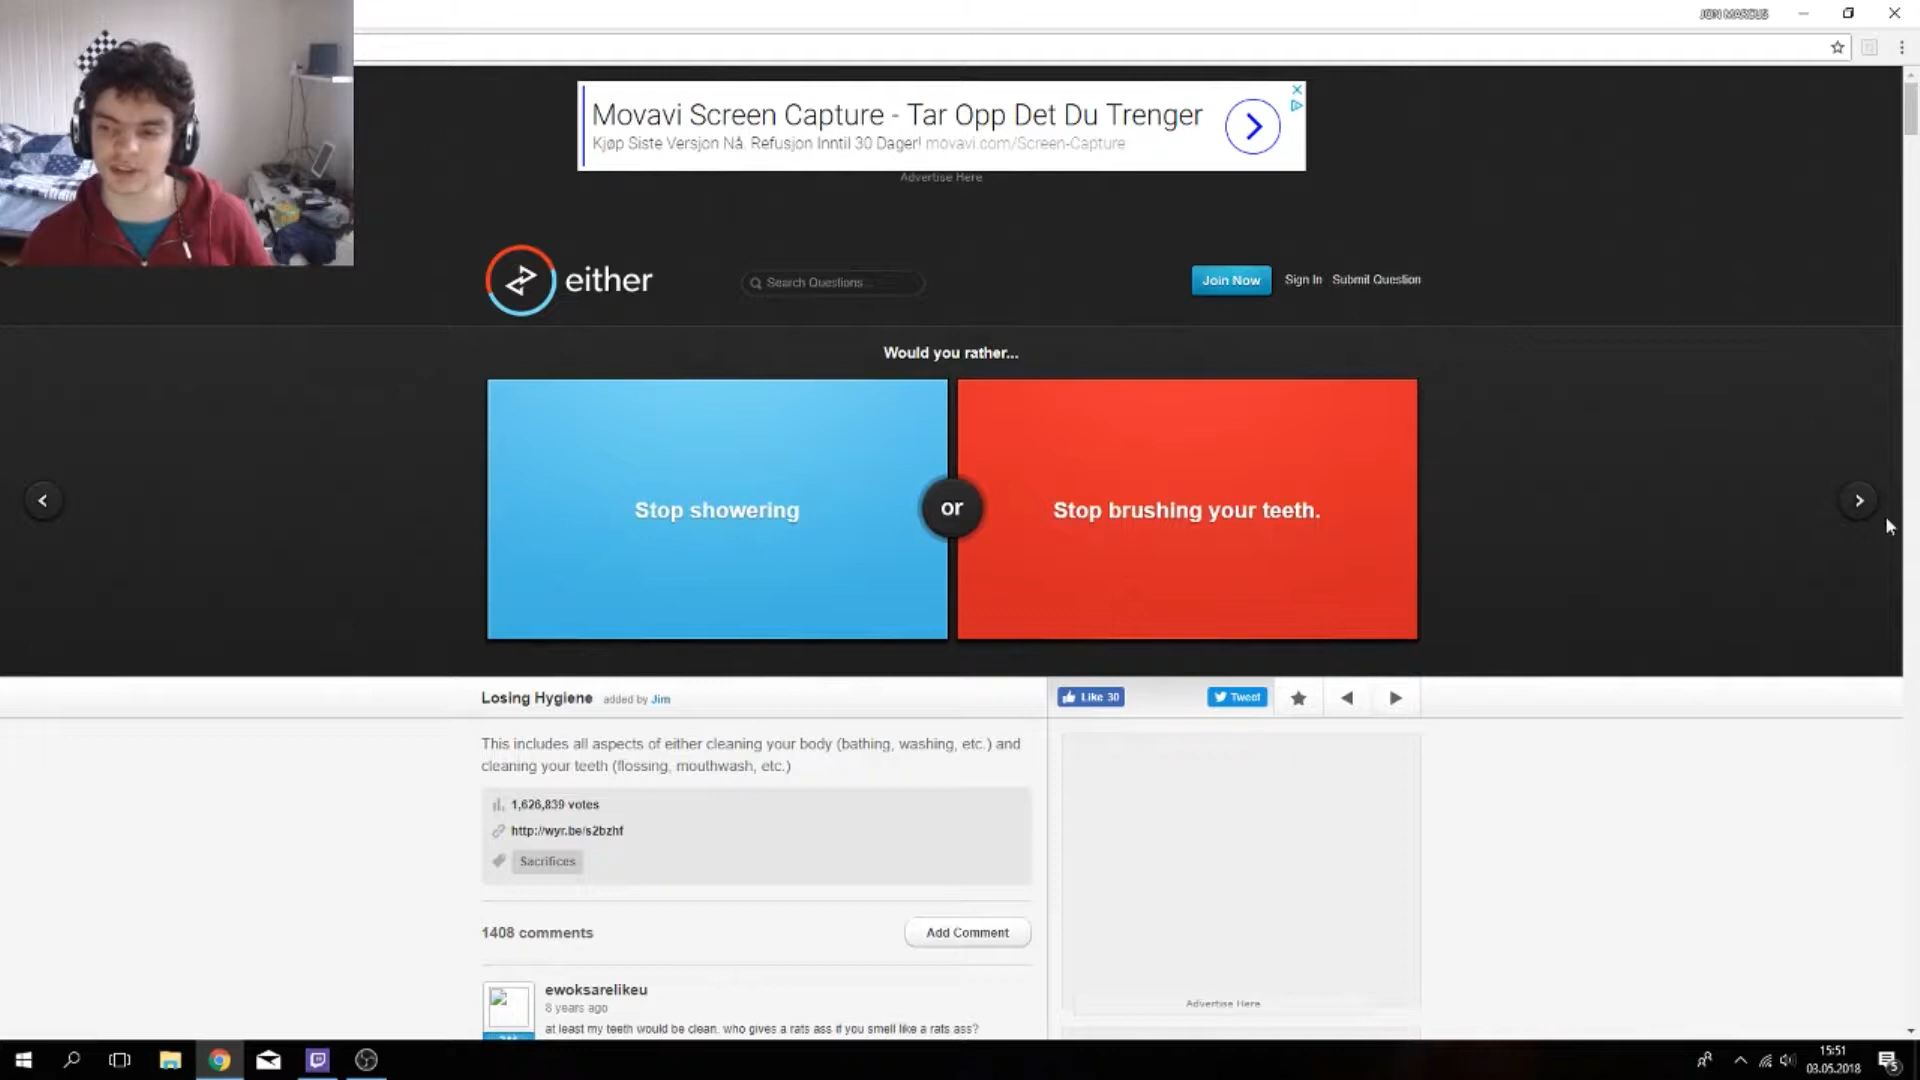 JON MARCUS
Movavi Screen Capture - Tar Opp Det Du Trenger
Kjøp Siste Versjon Nå. Refusjon Inntil 30 Dager! movavi.com/Screen-Capture
Advertise Here
either
Search Questions...
Join Now
Sign In
Submit Question
Would you rather...
Stop showering
or
Stop brushing your teeth.
Losing Hygiene added by Jim
Like 30
Tweet
This includes all aspects of either cleaning your body (bathing, washing, etc.) and
cleaning your teeth (flossing, mouthwash, etc.)
1,626,839 votes
http://wyr.be/s2bzhf
Sacrifices
1408 comments
Add Comment
ewoksarelikeu
8 years ago
at least my teeth would be clean. who gives a rats ass if you smell like a rats ass?
Advertise Here
15:51
03.05.2018
5